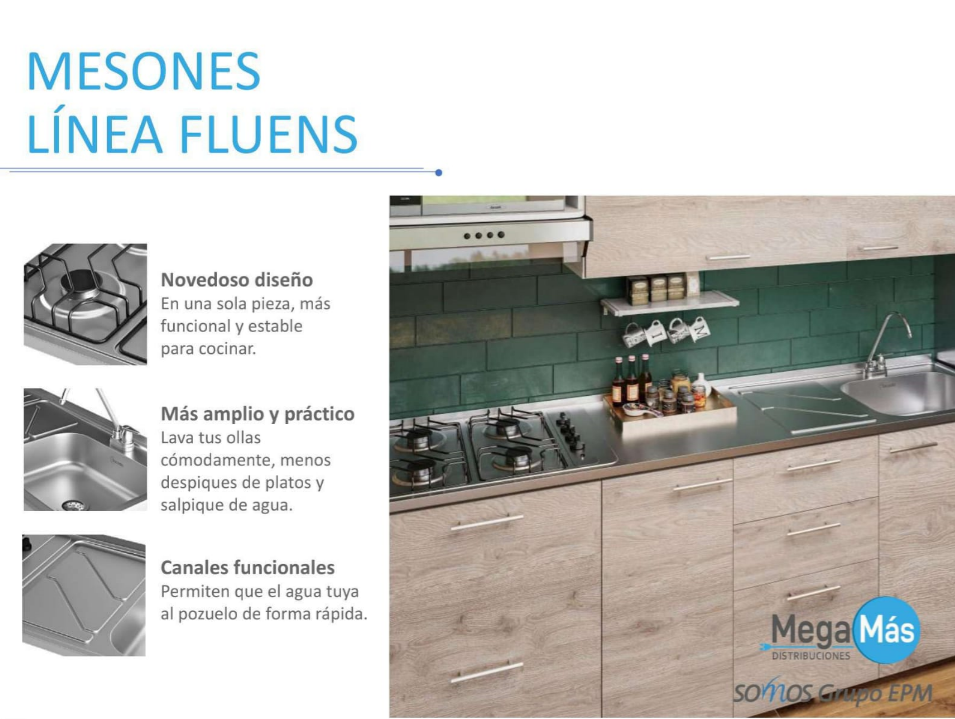 MESONES
LÍNEA FLUENS
Novedoso diseño
En una sola pieza, más
funcional y estable
para cocinar.
Más amplio y práctico
Lava tus ollas
cómodamente, menos
despiques de platos y
salpique de agua.
Canales funcionales
Permiten que el agua tuya
al pozuelo de forma rápida.
MegaMás
DISTRIBUCIONES
SOMOS Grupo EPM